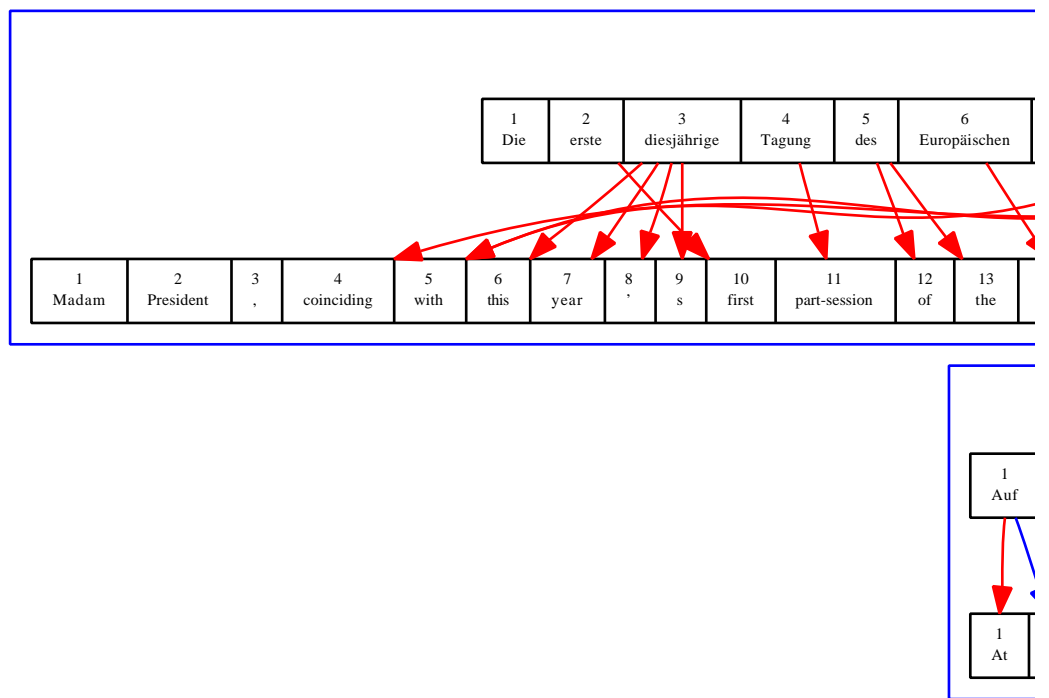 1 2 3 4 5 6
Die erste diesjährige Tagung des Europäischen
1 2 3 4 5 6 7 8 9 10 11 12 13
Madam President , coinciding with this year ' s first part-session of the
1
Auf
1
At